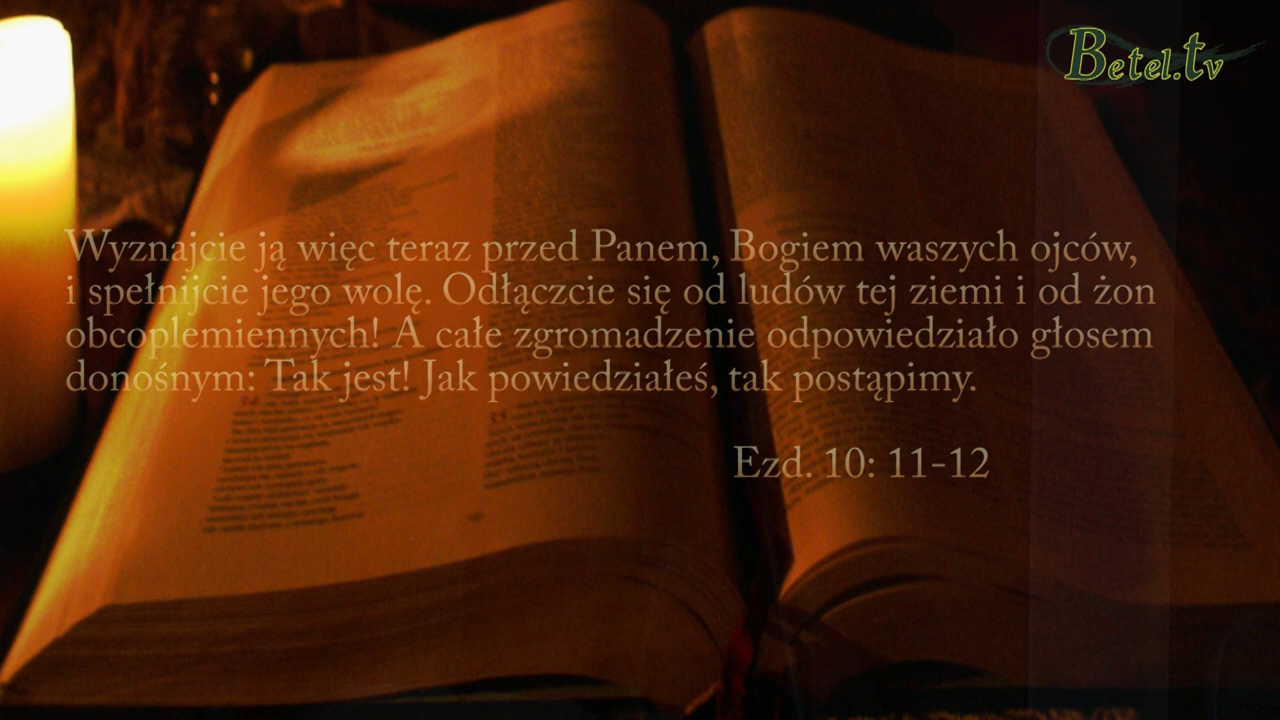 Betel.tv
Wyznajcie ją więc teraz przed Panem, Bogiem waszych ojców,
i spełnijcie jego wolę. Odłączcie się od ludów tej ziemi i od żon
obcoplemiennych! A całe zgromadzenie odpowiedziało głosem
donośnym: Tak jest! Jak powiedziałeś, tak postąpimy.
Ezd. 10: 11-12